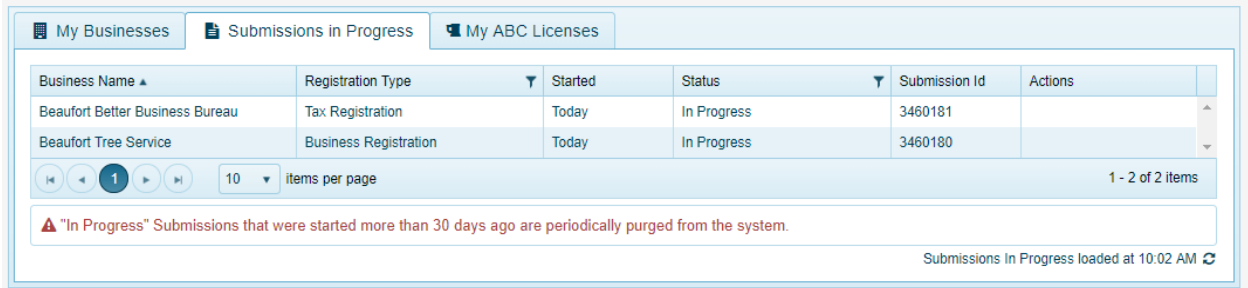 My Businesses Submissions in Progress My ABC Licenses
Business Name Registration Type Started Status Submission Id Actions
Beaufort Better Business Bureau Tax Registration Today In Progress 3460181
Beaufort Tree Service Business Registration Today In Progress 3460180
1 10 items per page 1 - 2 of 2 items
"In Progress" Submissions that were started more than 30 days ago are periodically purged from the system.
Submissions In Progress loaded at 10:02 AM